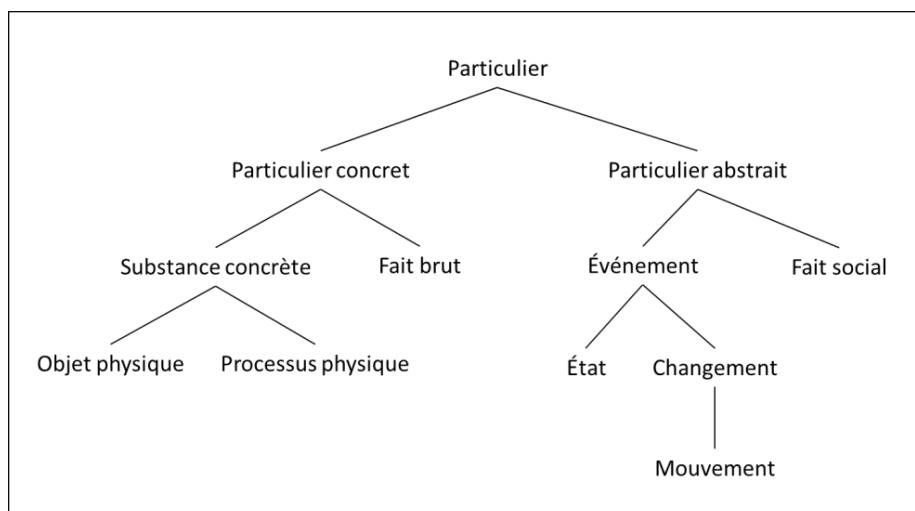 Particulier
Particulier concret
Particulier abstrait
Substance concrète
Fait brut
Événement
Fait social
Objet physique
Processus physique
État
Changement
Mouvement